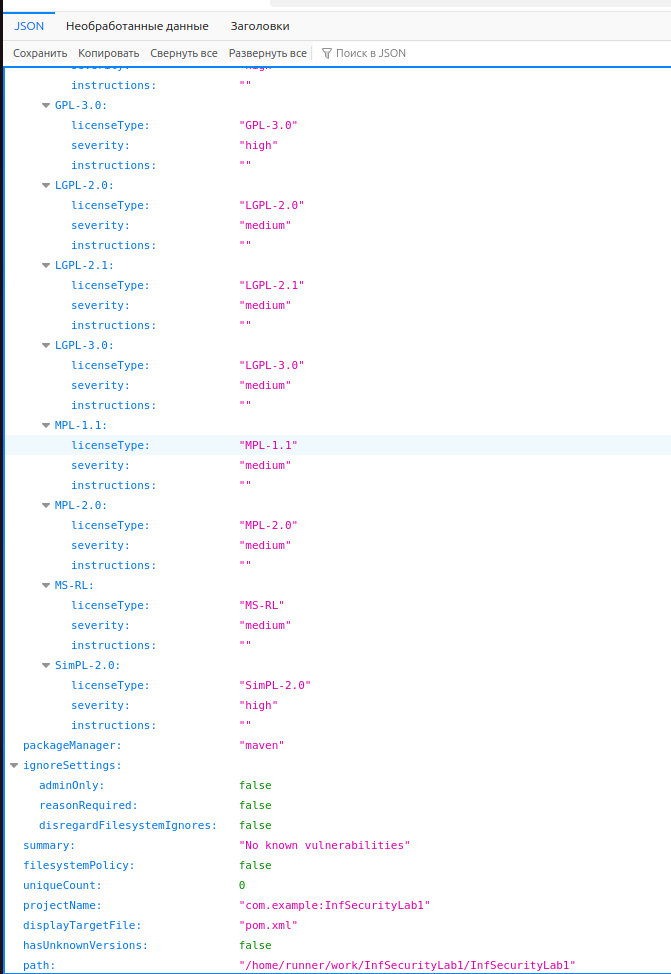 JSON Необработанные данные Заголовки
Сохранить Копировать Свернуть все Развернуть все Поиск в JSON
instructions: ""
GPL-3.0:
licenseType: "GPL-3.0"
severity: "high"
instructions: ""
LGPL-2.0:
licenseType: "LGPL-2.0"
severity: "medium"
instructions: ""
LGPL-2.1:
licenseType: "LGPL-2.1"
severity: "medium"
instructions: ""
LGPL-3.0:
licenseType: "LGPL-3.0"
severity: "medium"
instructions: ""
MPL-1.1:
licenseType: "MPL-1.1"
severity: "medium"
instructions: ""
MPL-2.0:
licenseType: "MPL-2.0"
severity: "medium"
instructions: ""
MS-RL:
licenseType: "MS-RL"
severity: "medium"
instructions: ""
SimPL-2.0:
licenseType: "SimPL-2.0"
severity: "high"
instructions: ""
packageManager: "maven"
ignoreSettings:
adminOnly: false
reasonRequired: false
disregardFilesystemIgnores: false
summary: "No known vulnerabilities"
filesystemPolicy: false
uniqueCount: 0
projectName: "com.example:InfSecurityLab1"
displayTargetFile: "pom.xml"
hasUnknownVersions: false
path: "/home/runner/work/InfSecurityLab1/InfSecurityLab1"